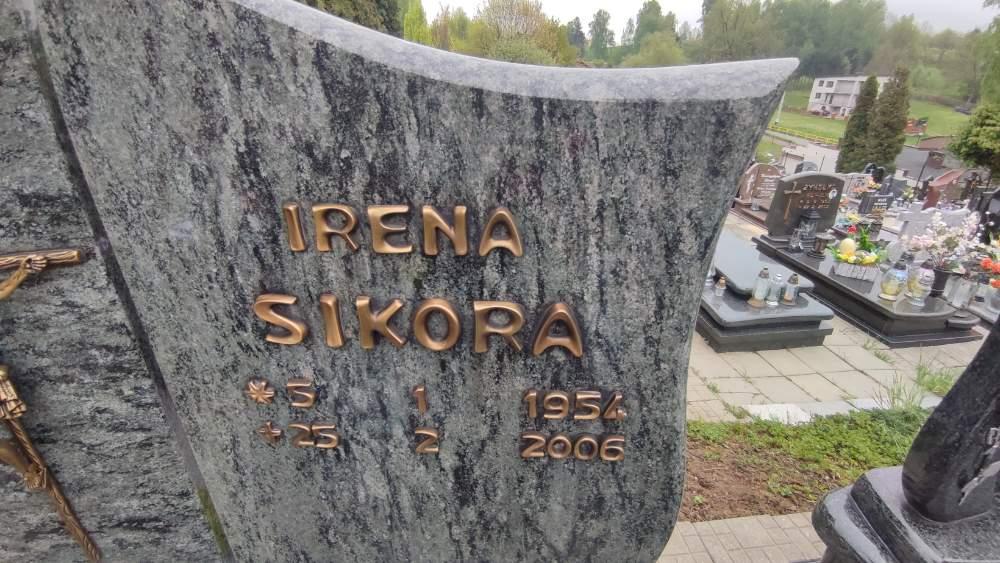 IRENA
SIKORA
* 5 1 1954
+ 25 2 2006